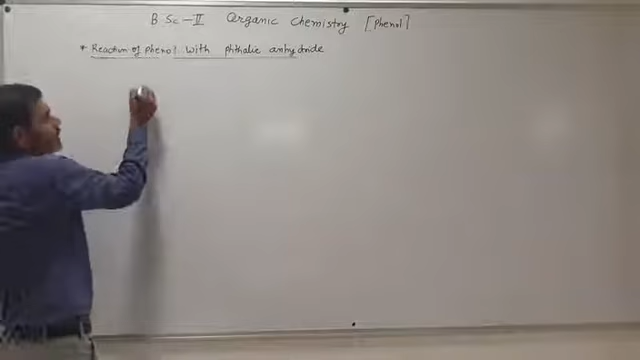 B Sc-II Organic Chemistry [Phenol]
* Reaction of phenol with phthalic anhydride